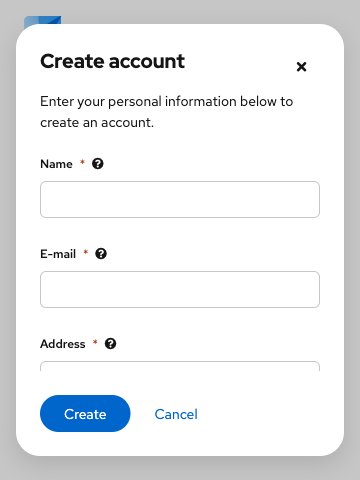 Create account
Enter your personal information below to
create an account.
Name *
E-mail *
Address *
Create Cancel